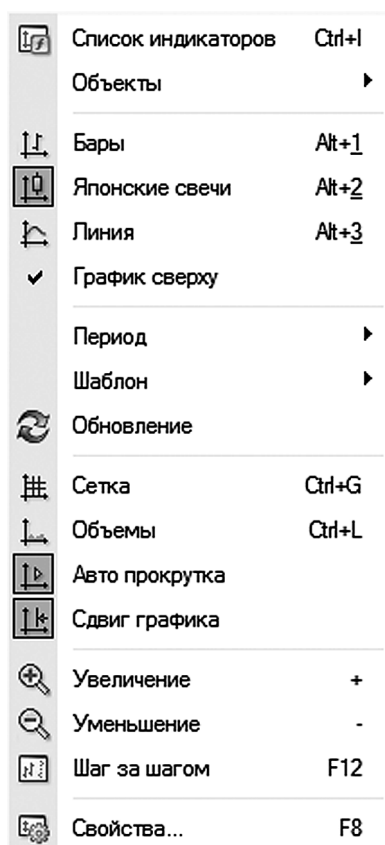 Список индикаторов Ctrl+I
Объекты
Бары Alt+1
Японские свечи Alt+2
Линия Alt+3
График сверху
Период
Шаблон
Обновление
Сетка Ctrl+G
Объемы Ctrl+L
Авто прокрутка
Сдвиг графика
Увеличение +
Уменьшение -
Шаг за шагом F12
Свойства... F8